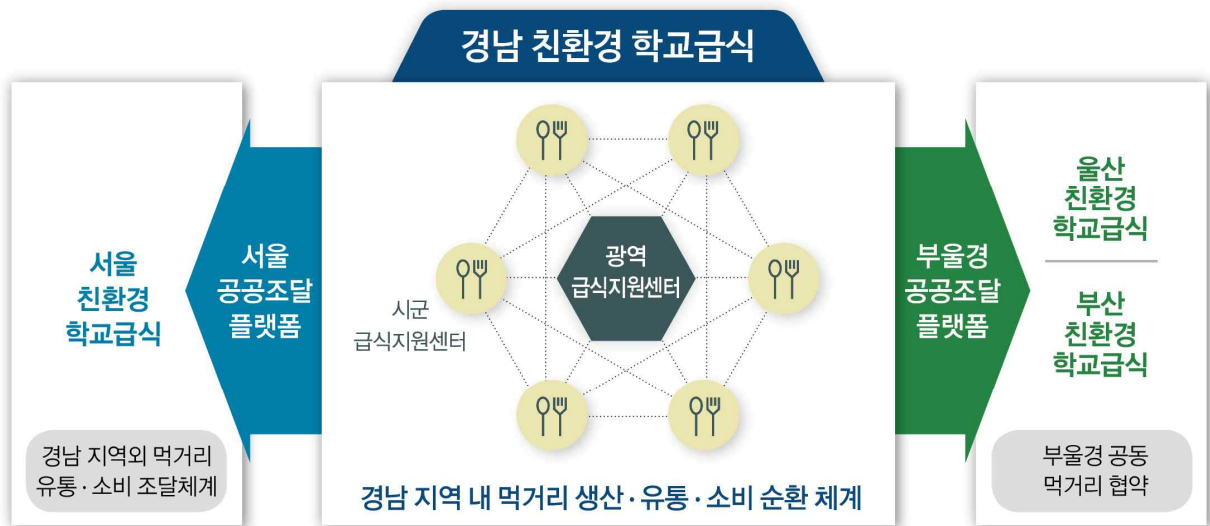 경남 친환경 학교급식
서울
친환경
학교급식
서울
공공조달
플랫폼
경남 지역외 먹거리
유통·소비 조달체계
광역
급식지원센터
시군
급식지원센터
경남 지역 내 먹거리 생산·유통·소비 순환 체계
부울경
공공조달
플랫폼
울산
친환경
학교급식
부산
친환경
학교급식
부울경 공동
먹거리 협약